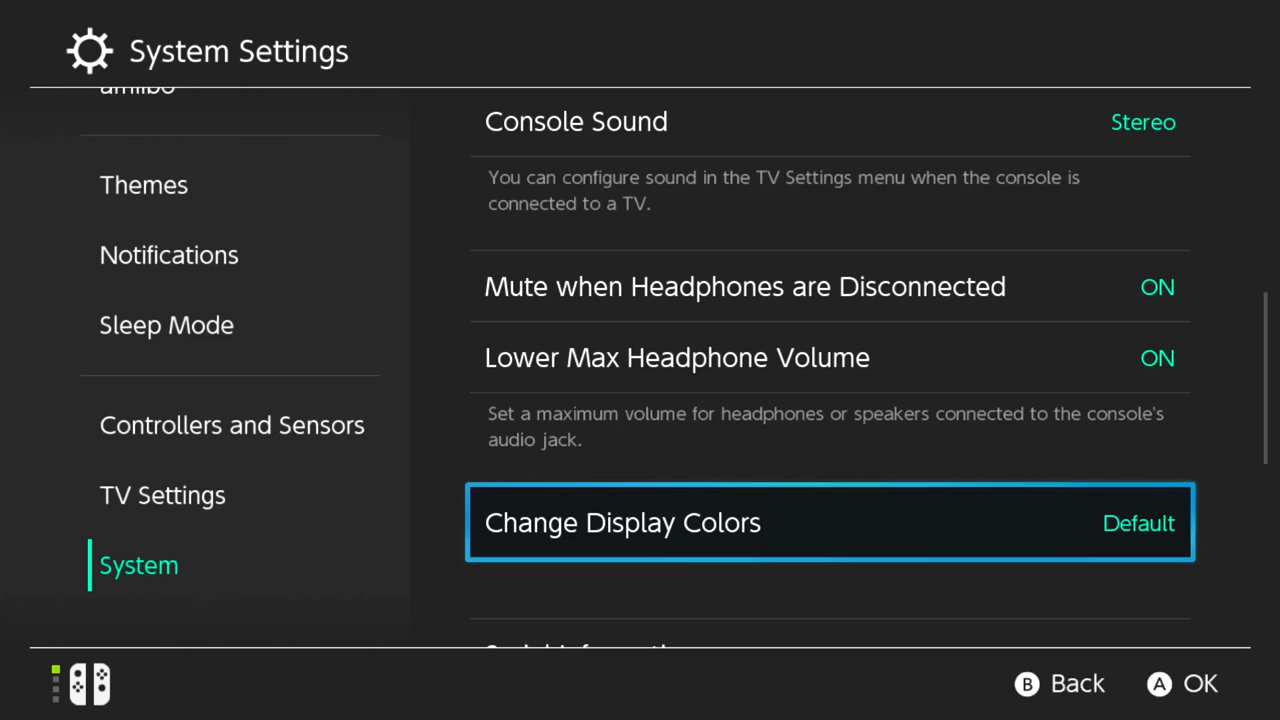 System Settings
amiibo
Themes
Notifications
Sleep Mode
Controllers and Sensors
TV Settings
System
Console Sound Stereo
You can configure sound in the TV Settings menu when the console is
connected to a TV.
Mute when Headphones are Disconnected ON
Lower Max Headphone Volume ON
Set a maximum volume for headphones or speakers connected to the console's
audio jack.
Change Display Colors Default
B Back A OK